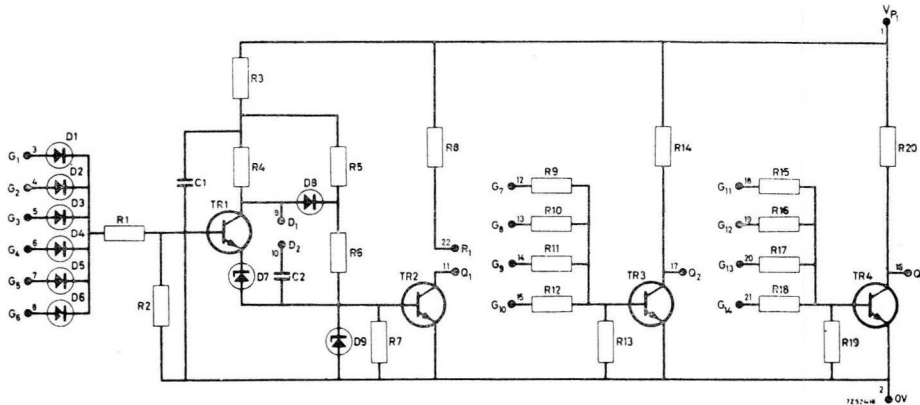 VP1
1
R3
D1
G1 3
D2
G2 4
D3
G3 5
D4
G4 6
D5
G5 7
D6
G6 8
R1
R2
C1
R4
R5
TR1
D8
9
D1
D2
10
D7
C2
R6
D9
R7
R8
22 R1
11 Q1
TR2
G7 12 R9
G8 13 R10
G9 14 R11
G10 15 R12
R13
R14
TR3
17 Q2
G11 18 R15
G12 19 R16
G13 20 R17
G14 21 R18
R19
R20
TR4
Q
2
0V